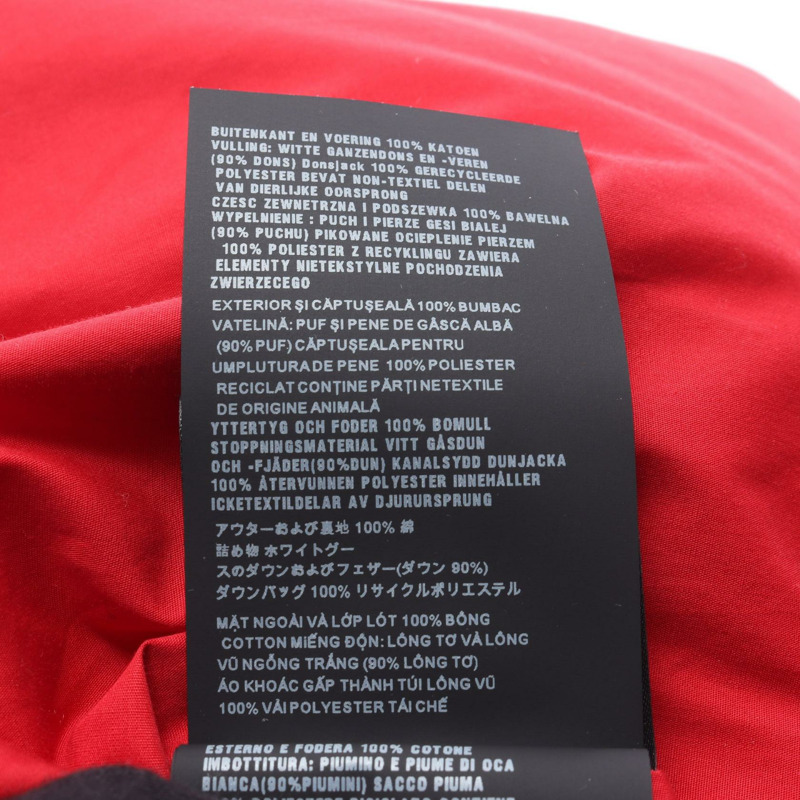 BUITENKANT EN VOERING 100% KATOEN
VULLING: WITTE GANZENDONS EN -VEREN
(90% DONS) Donsjack 100% GERECYCLEERDE
POLYESTER BEVAT NON-TEXTIEL DELEN
VAN DIERLIJKE OORSPRONG
CZESC ZEWNETRZNA I PODSZEWKA 100% BAWELNA
WYPELNIENIE : PUCH I PIERZE GESI BIALEJ
(90% PUCHU) PIKOWANE OCIEPLENIE PIERZEM
100% POLIESTER Z RECYKLINGU ZAWIERA
ELEMENTY NIETEKSTYLNE POCHODZENIA
ZWIERZECEGO
EXTERIOR ȘI CĂPTUȘEALĂ 100% BUMBAC
VATELINĂ: PUF ȘI PENE DE GÂSCĂ ALBĂ
(90% PUF) CĂPTUȘEALA PENTRU
UMPLUTURA DE PENE 100% POLIESTER
RECICLAT CONȚINE PĂRȚI NETEXTILE
DE ORIGINE ANIMALĂ
YTTERTYG OCH FODER 100% BOMULL
STOPPNINGSMATERIAL VITT GÅSDUN
OCH -FJÄDER(90%DUN) KANALSYDD DUNJACKA
100% ÅTERVUNNEN POLYESTER INNEHÅLLER
ICKETEXTILDELAR AV DJURURSPRUNG
アウターおよび裏地 100% 綿
詰め物 ホワイトグー
スのダウンおよびフェザー(ダウン 90%)
ダウンバッグ 100% リサイクルポリエステル
MẶT NGOÀI VÀ LỚP LÓT 100% BÔNG
COTTON MIẾNG ĐỘN: LÔNG TƠ VÀ LÔNG
VŨ NGỖNG TRẮNG (90% LÔNG TƠ)
ÁO KHOÁC GẤP THÀNH TÚI LÔNG VŨ
100% VẢI POLYESTER TÁI CHẾ
ESTERNO E FODERA 100% COTONE
IMBOTTITURA: PIUMINO E PIUME DI OCA
BIANCA(90%PIUMINI) SACCO PIUMA